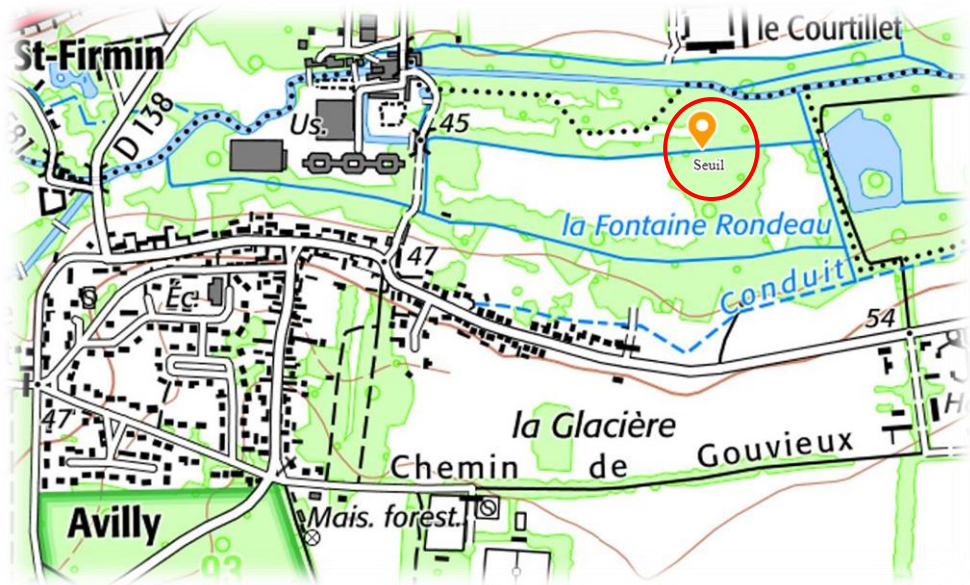 le Courtillet
St-Firmin
D 138
Us.
45
Seuil
la Fontaine Rondeau
47
Conduit
Éc.
54
47
la Glacière
Chemin de Gouvieux
Avilly
Mais. forest.
93